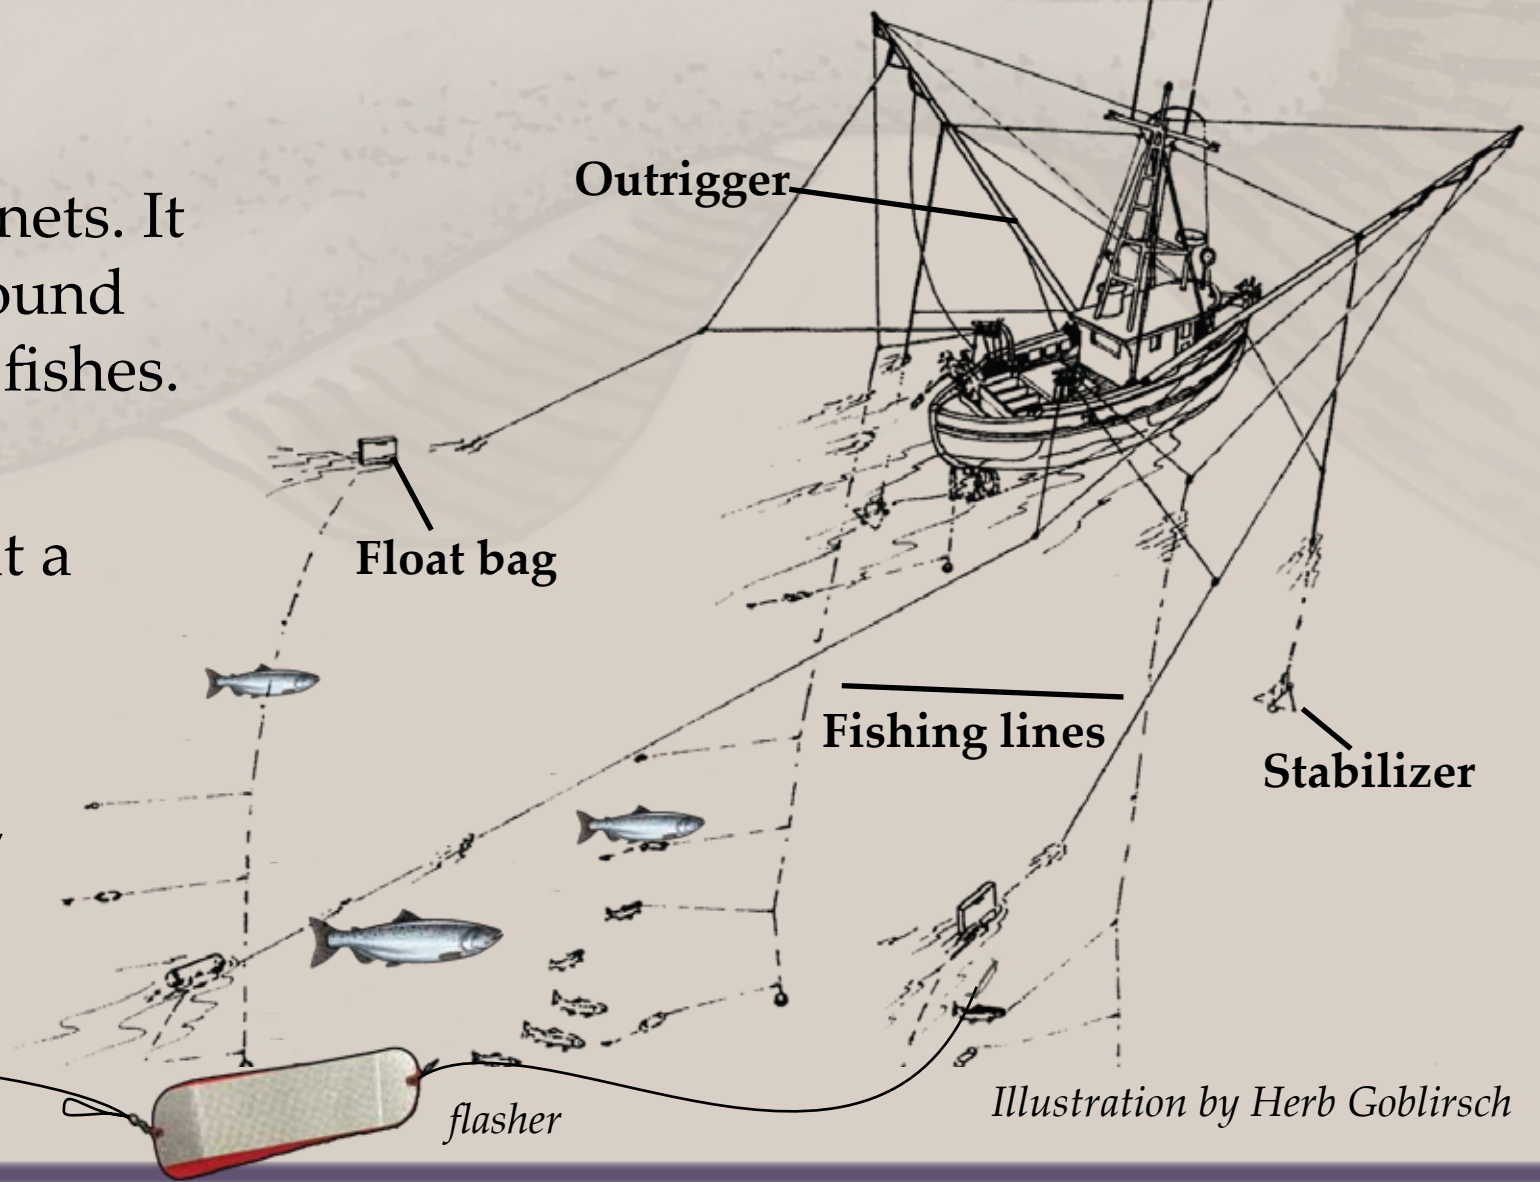 Outrigger
nets. It
ound
fishes.
t a
Float bag
Fishing lines
Stabilizer
flasher
Illustration by Herb Goblirsch